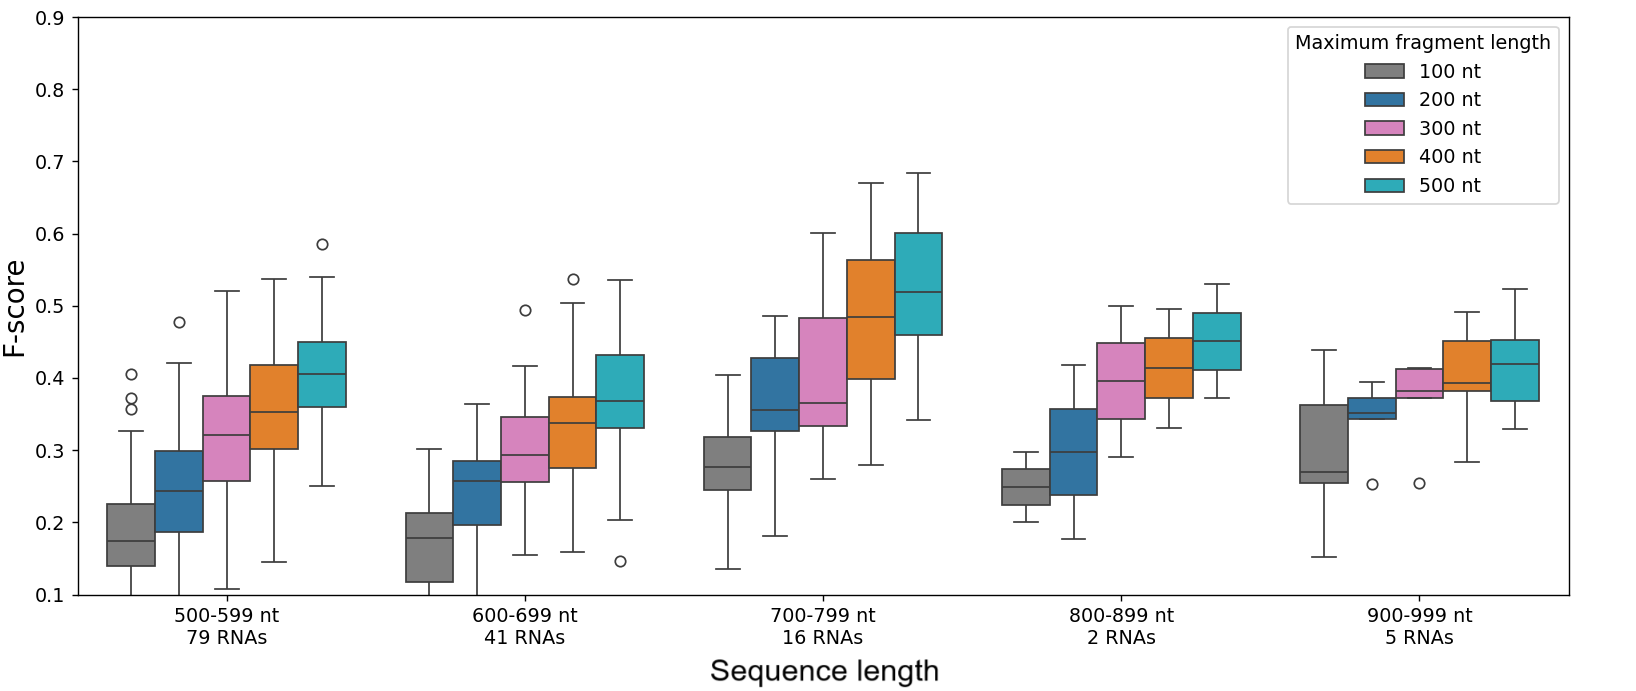 F-score
0.9
0.8
0.7
0.6
0.5
0.4
0.3
0.2
0.1
Maximum fragment length
100 nt
200 nt
300 nt
400 nt
500 nt
500-599 nt
79 RNAs
600-699 nt
41 RNAs
700-799 nt
16 RNAs
800-899 nt
2 RNAs
900-999 nt
5 RNAs
Sequence length